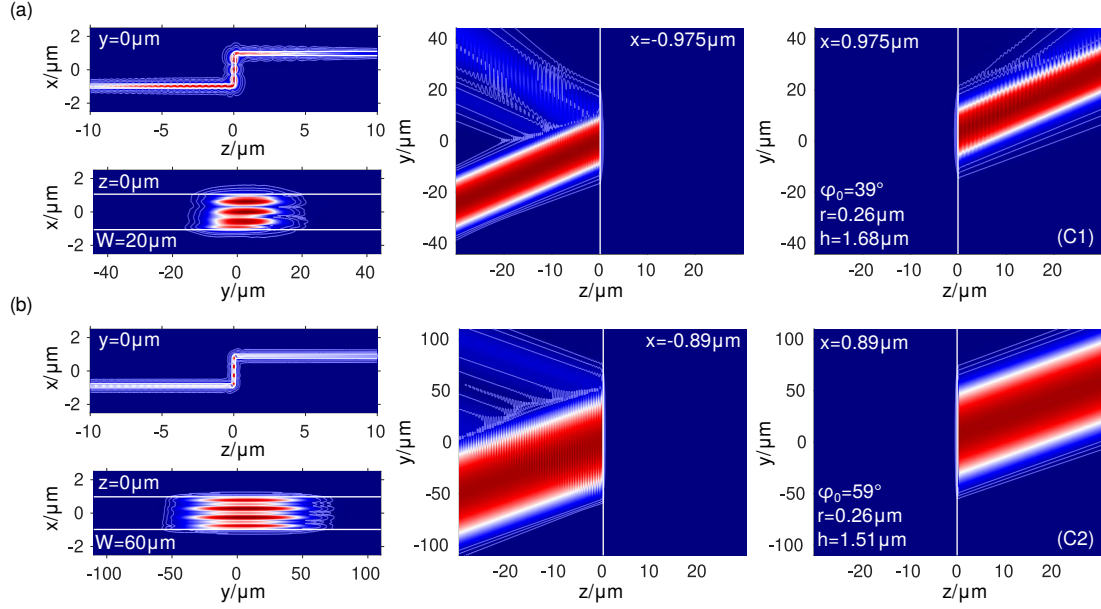 (a)
y=0µm
x/µm
2
0
-2
-10
-5
0
5
10
z/µm
z=0µm
W=20µm
x/µm
2
0
-2
-40
-20
0
20
40
y/µm
x=-0.975µm
y/µm
40
20
0
-20
-40
-20
-10
0
10
20
z/µm
x=0.975µm
φ₀=39°
r=0.26µm
h=1.68µm
(C1)
y/µm
40
20
0
-20
-40
-20
-10
0
10
20
z/µm
(b)
y=0µm
x/µm
2
0
-2
-10
-5
0
5
10
z/µm
z=0µm
W=60µm
x/µm
2
0
-2
-100
-50
0
50
100
y/µm
x=-0.89µm
y/µm
100
50
0
-50
-100
-20
-10
0
10
20
z/µm
x=0.89µm
φ₀=59°
r=0.26µm
h=1.51µm
(C2)
y/µm
100
50
0
-50
-100
-20
-10
0
10
20
z/µm